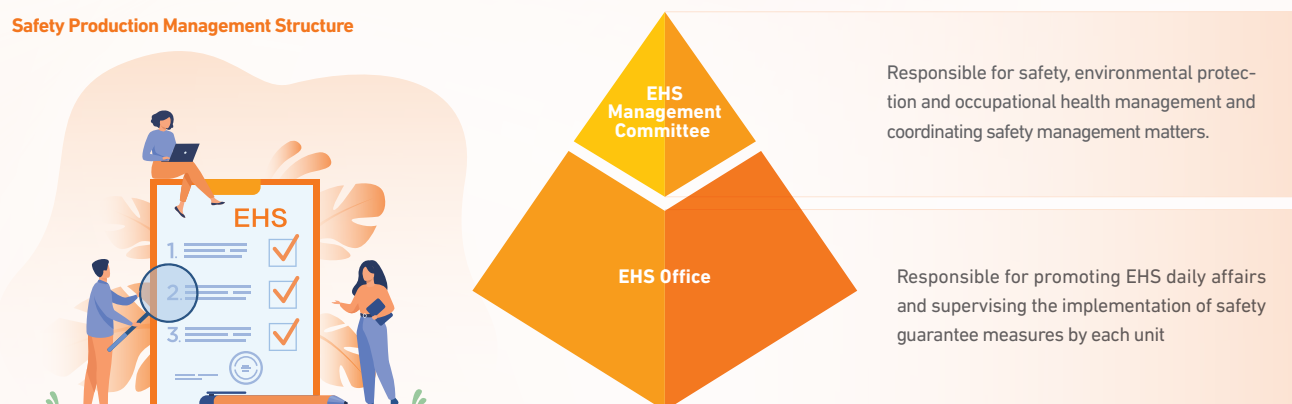 Safety Production Management Structure
EHS
1.
2.
3.
EHS
Management
Committee
EHS Office
Responsible for safety, environmental protec-
tion and occupational health management and
coordinating safety management matters.
Responsible for promoting EHS daily affairs
and supervising the implementation of safety
guarantee measures by each unit